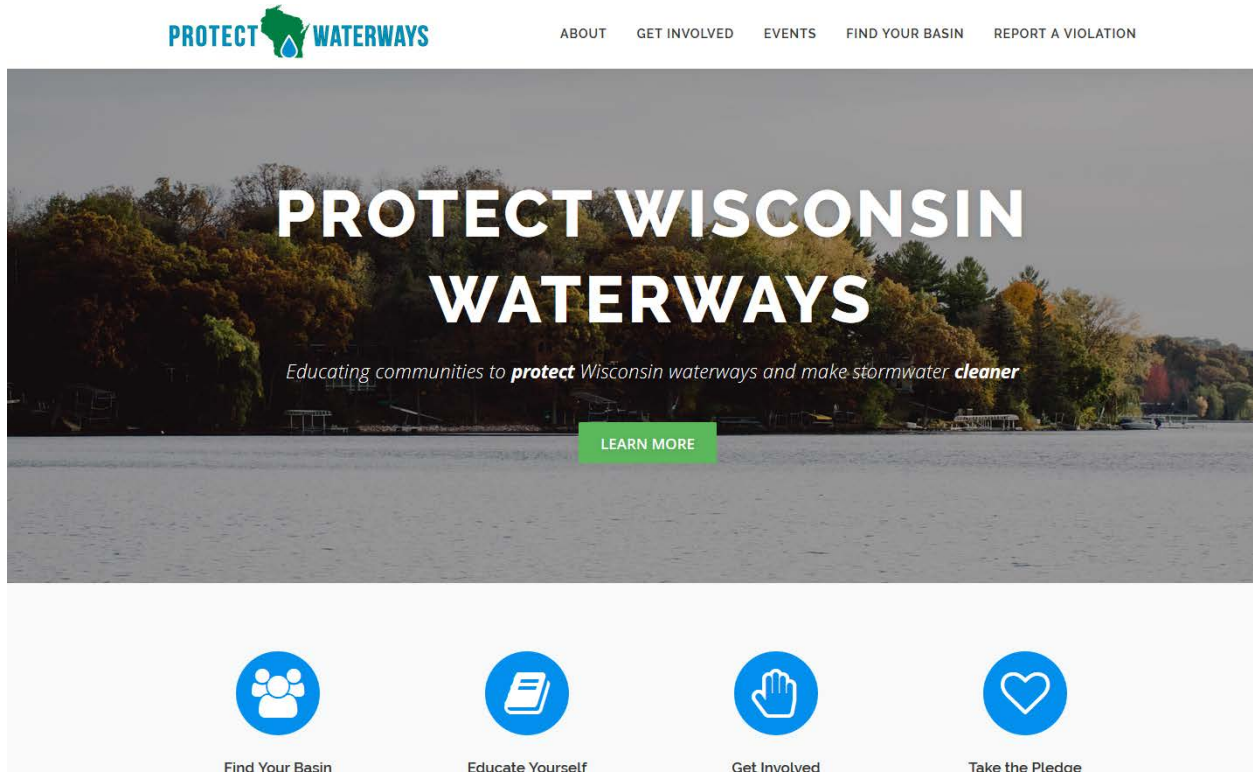 PROTECT WATERWAYS
ABOUT GET INVOLVED EVENTS FIND YOUR BASIN REPORT A VIOLATION
PROTECT WISCONSIN
WATERWAYS
Educating communities to protect Wisconsin waterways and make stormwater cleaner
LEARN MORE
Find Your Basin Educate Yourself Get Involved Take the Pledge